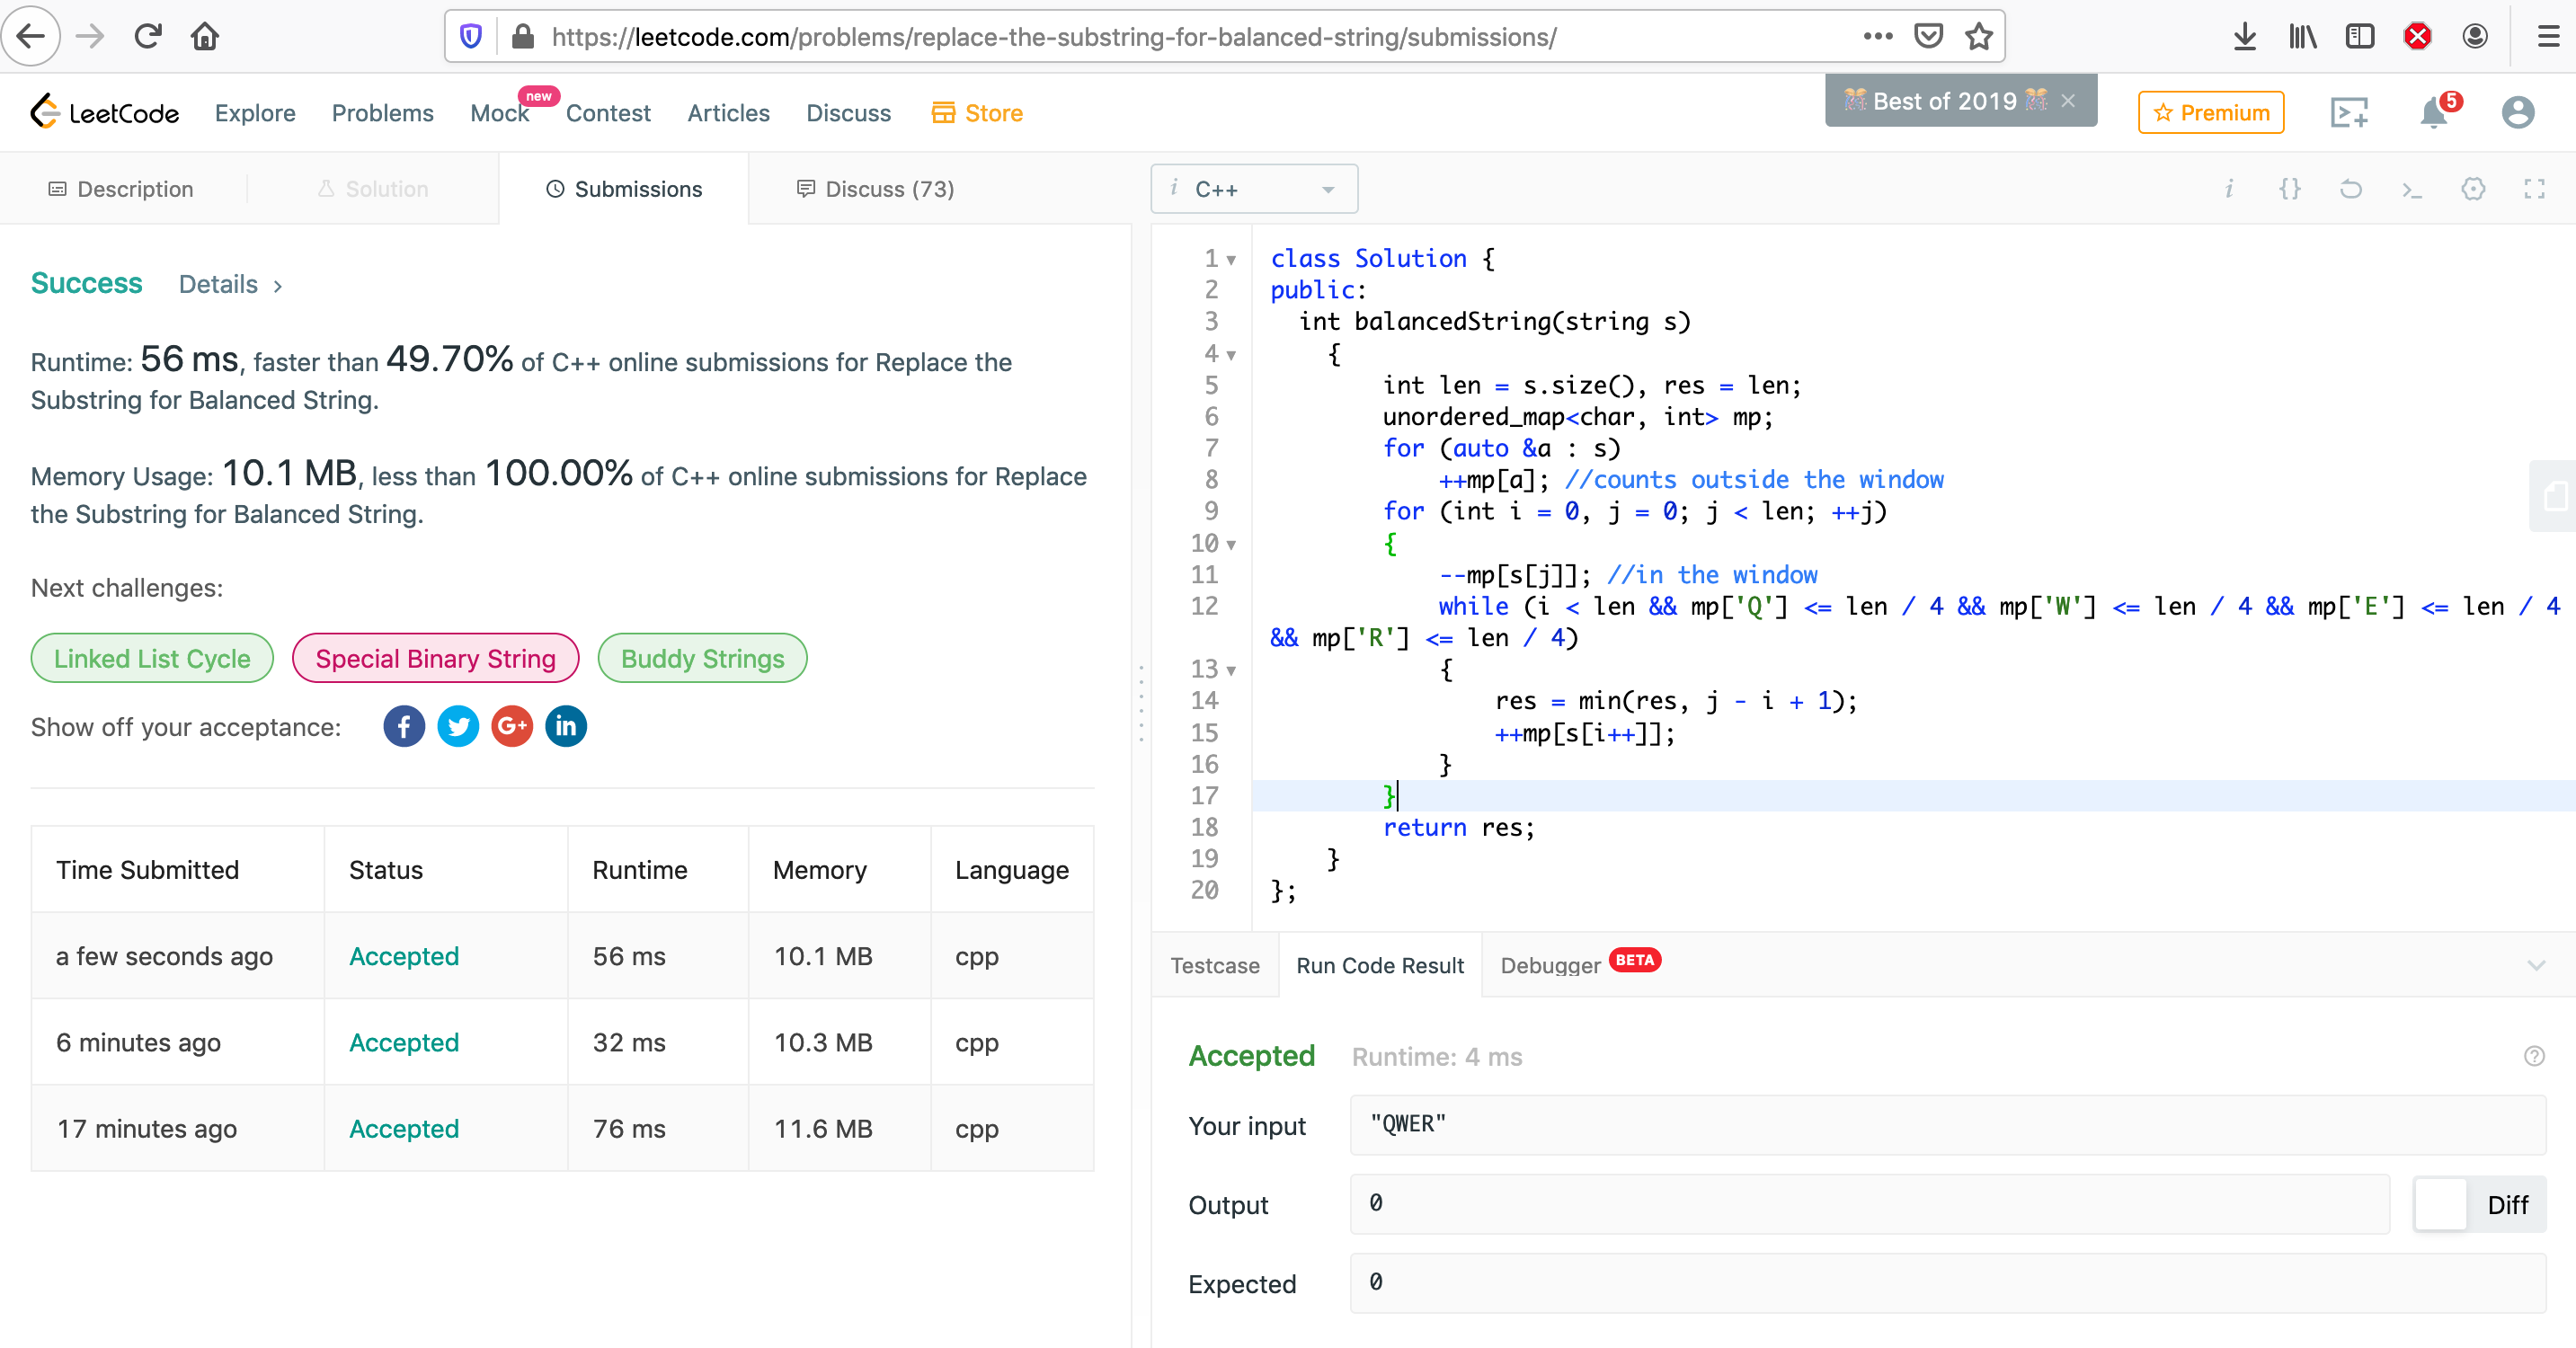 https://leetcode.com/problems/replace-the-substring-for-balanced-string/submissions/
LeetCode Explore Problems Mock new Contest Articles Discuss Store Best of 2019 × Premium 5
Description Solution Submissions Discuss (73)
Success Details >
Runtime: 56 ms, faster than 49.70% of C++ online submissions for Replace the
Substring for Balanced String.
Memory Usage: 10.1 MB, less than 100.00% of C++ online submissions for Replace
the Substring for Balanced String.
Next challenges:
Linked List Cycle Special Binary String Buddy Strings
Show off your acceptance: f G+ in
Time Submitted Status Runtime Memory Language
a few seconds ago Accepted 56 ms 10.1 MB cpp
6 minutes ago Accepted 32 ms 10.3 MB cpp
17 minutes ago Accepted 76 ms 11.6 MB cpp
i C++ i {} >_
1 class Solution {
2 public:
3 int balancedString(string s)
4 {
5 int len = s.size(), res = len;
6 unordered_map<char, int> mp;
7 for (auto &a : s)
8 ++mp[a]; //counts outside the window
9 for (int i = 0, j = 0; j < len; ++j)
10 {
11 --mp[s[j]]; //in the window
12 while (i < len && mp['Q'] <= len / 4 && mp['W'] <= len / 4 && mp['E'] <= len / 4
&& mp['R'] <= len / 4)
13 {
14 res = min(res, j - i + 1);
15 ++mp[s[i++]];
16 }
17 }
18 return res;
19 }
20 };
Testcase Run Code Result Debugger BETA
Accepted Runtime: 4 ms ?
Your input "QWER"
Output 0 Diff
Expected 0